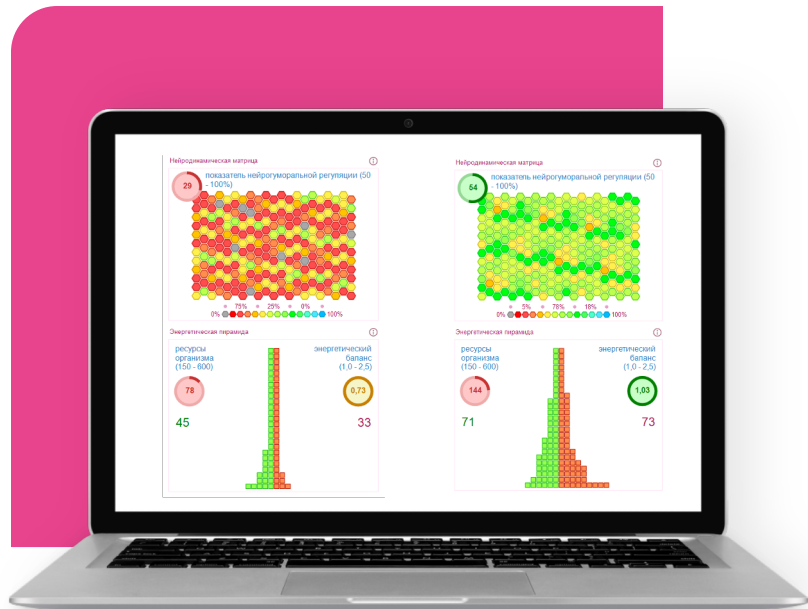 Нейродинамическая матрица
29
показатель нейрогуморальной регуляции (50
- 100%)
75% 25% 0%
0% 100%
Энергетическая пирамида
ресурсы
организма
(150 - 600)
энергетический
баланс
(1,0 - 2,5)
78
0,73
45
33
Нейродинамическая матрица
54
показатель нейрогуморальной регуляции (50
- 100%)
5% 78% 18%
0% 100%
Энергетическая пирамида
ресурсы
организма
(150 - 600)
энергетический
баланс
(1,0 - 2,5)
144
1,03
71
73